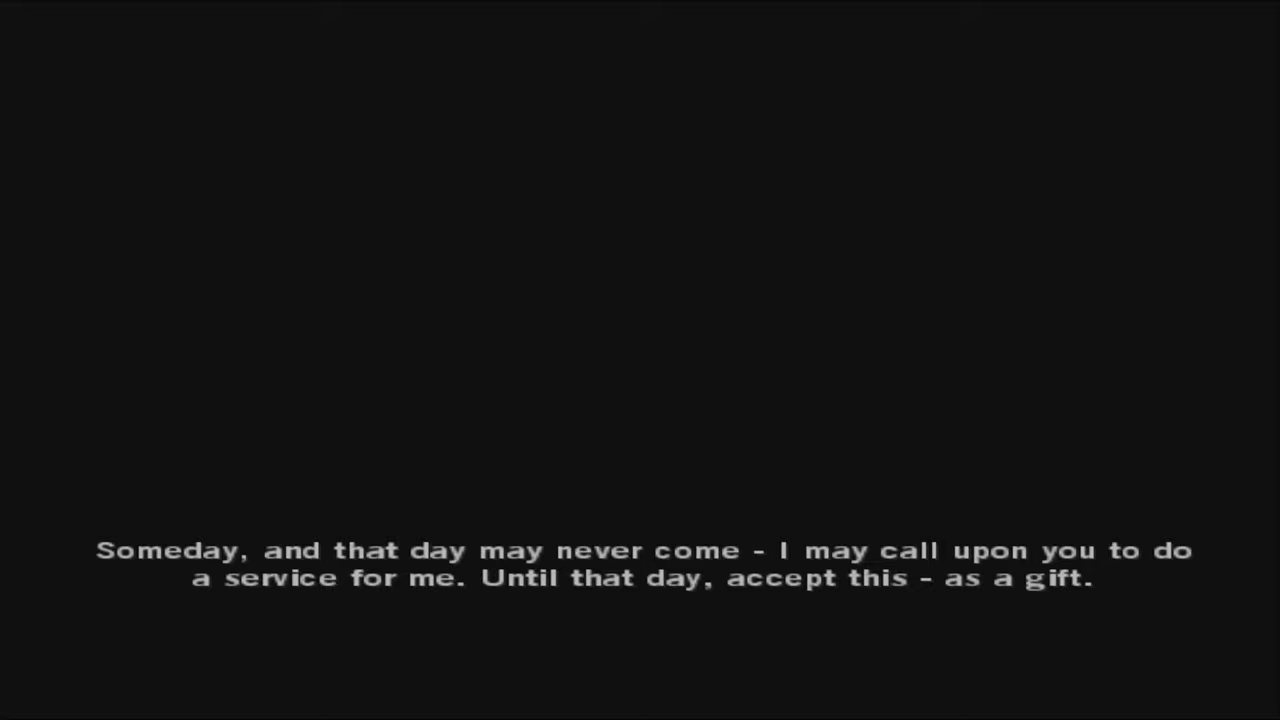 Someday, and that day may never come - I may call upon you to do
a service for me. Until that day, accept this - as a gift.